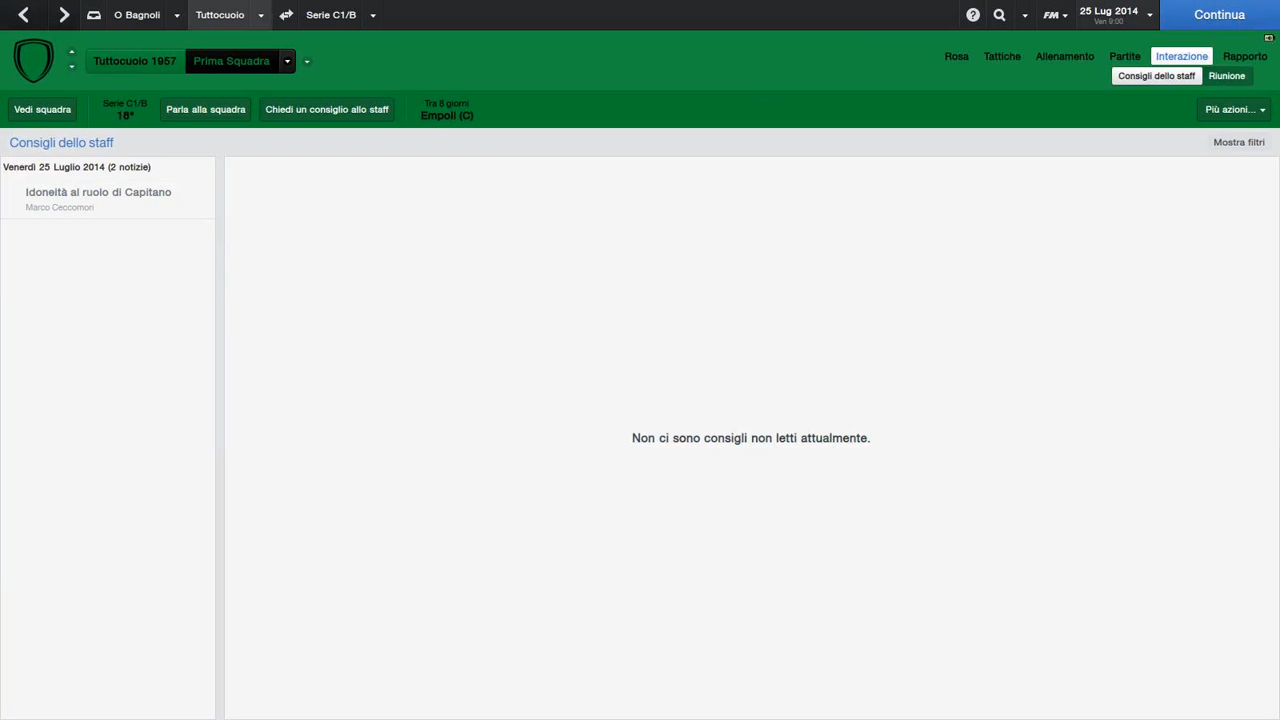 O Bagnoli
Tuttocuoio
Serie C1/B
FM
25 Lug 2014
Ven 9:00
Continua
Tuttocuoio 1957
Prima Squadra
Rosa
Tattiche
Allenamento
Partite
Interazione
Rapporto
Consigli dello staff
Riunione
Vedi squadra
Serie C1/B
18°
Parla alla squadra
Chiedi un consiglio allo staff
Tra 8 giorni
Empoli (C)
Più azioni...
Consigli dello staff
Mostra filtri
Venerdì 25 Luglio 2014 (2 notizie)
Idoneità al ruolo di Capitano
Marco Ceccomori
Non ci sono consigli non letti attualmente.